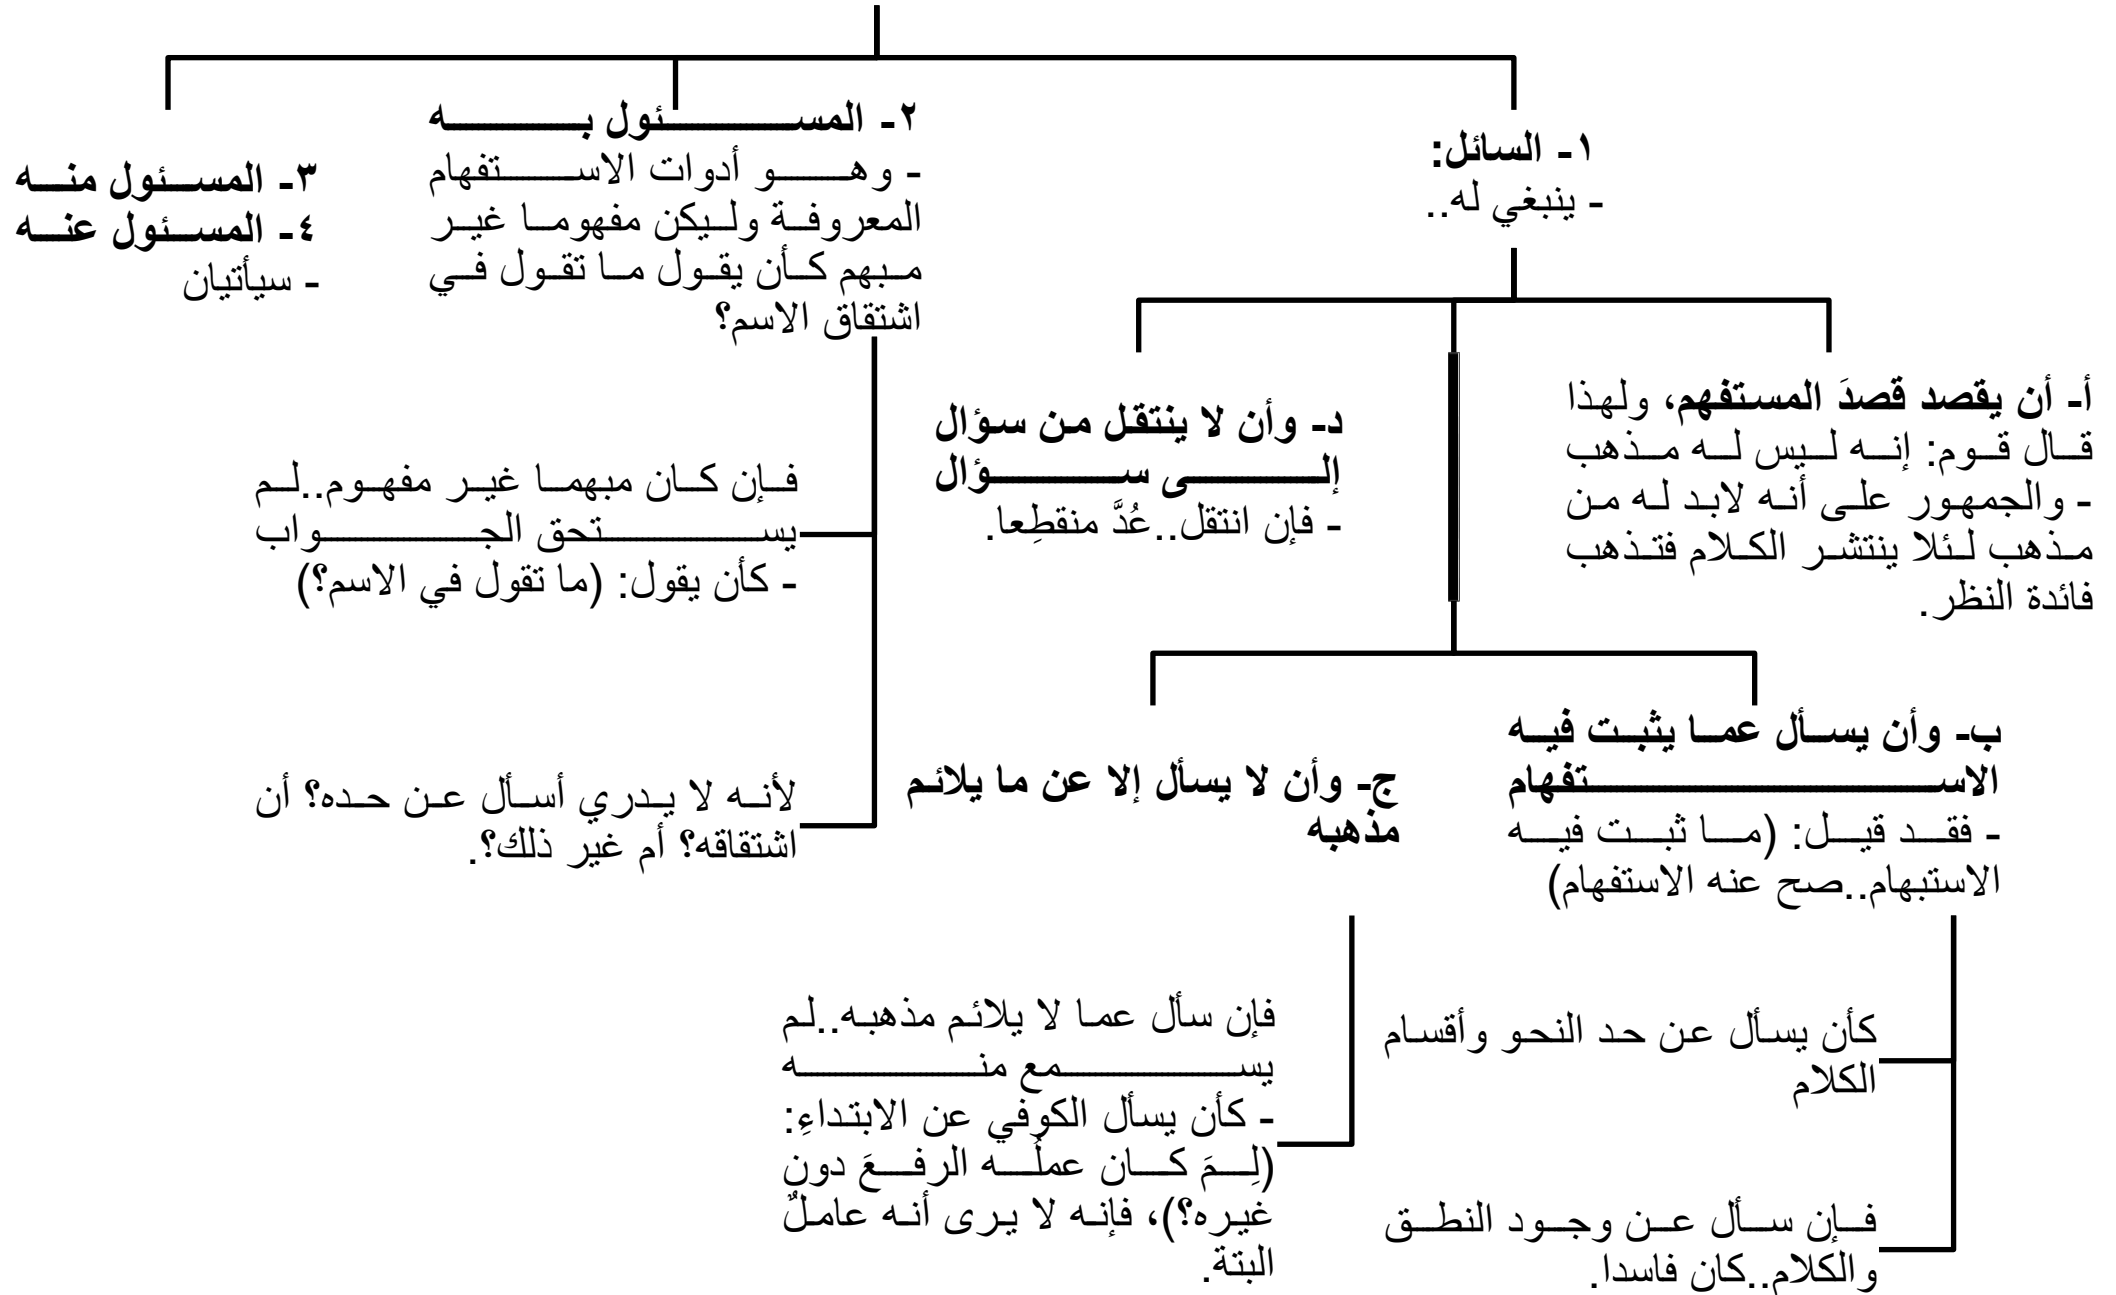 ١- السائل:
- ينبغي له..
أ- أن يقصد قصدَ المستفهم، ولهذا
قال قوم: إنه ليس له مذهب
- والجمهور على أنه لابد له من
مذهب لئلا ينتشر الكلام فتذهب
فائدة النظر.
ب- وأن يسأل عما يثبت فيه
الاستفهام
- فقد قيل: (ما ثبت فيه
الاستبهام..صح عنه الاستفهام)
كأن يسأل عن حد النحو وأقسام
الكلام
فإن سأل عن وجود النطق
والكلام..كان فاسدا.
ج- وأن لا يسأل إلا عن ما يلائم
مذهبه
فإن سأل عما لا يلائم مذهبه..لم
يسمع منه
- كأن يسأل الكوفي عن الابتداءِ:
(لِمَ كان عملُه الرفعَ دون
غيره؟)، فإنه لا يرى أنه عاملٌ
البتة.
د- وأن لا ينتقل من سؤال
إلى سؤال
- فإن انتقل..عُدَّ منقطِعا.
٢- المسئول به
- وهو أدوات الاستفهام
المعروفة وليكن مفهوما غير
مبهم كأن يقول ما تقول في
اشتقاق الاسم؟
فإن كان مبهما غير مفهوم..لم
يستحق الجواب
- كأن يقول: (ما تقول في الاسم؟)
لأنه لا يدري أسأل عن حده؟ أن
اشتقاقه؟ أم غير ذلك؟.
٣- المسئول منه
٤- المسئول عنه
- سيأتيان